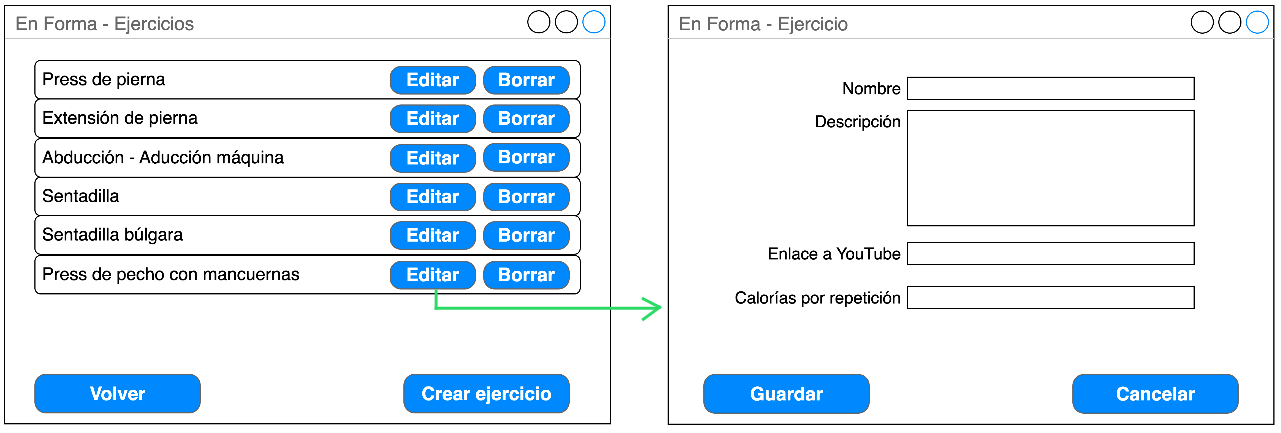 En Forma - Ejercicios
Press de pierna Editar Borrar
Extensión de pierna Editar Borrar
Abducción - Aducción máquina Editar Borrar
Sentadilla Editar Borrar
Sentadilla búlgara Editar Borrar
Press de pecho con mancuernas Editar Borrar
Volver Crear ejercicio
En Forma - Ejercicio
Nombre
Descripción
Enlace a YouTube
Calorías por repetición
Guardar Cancelar